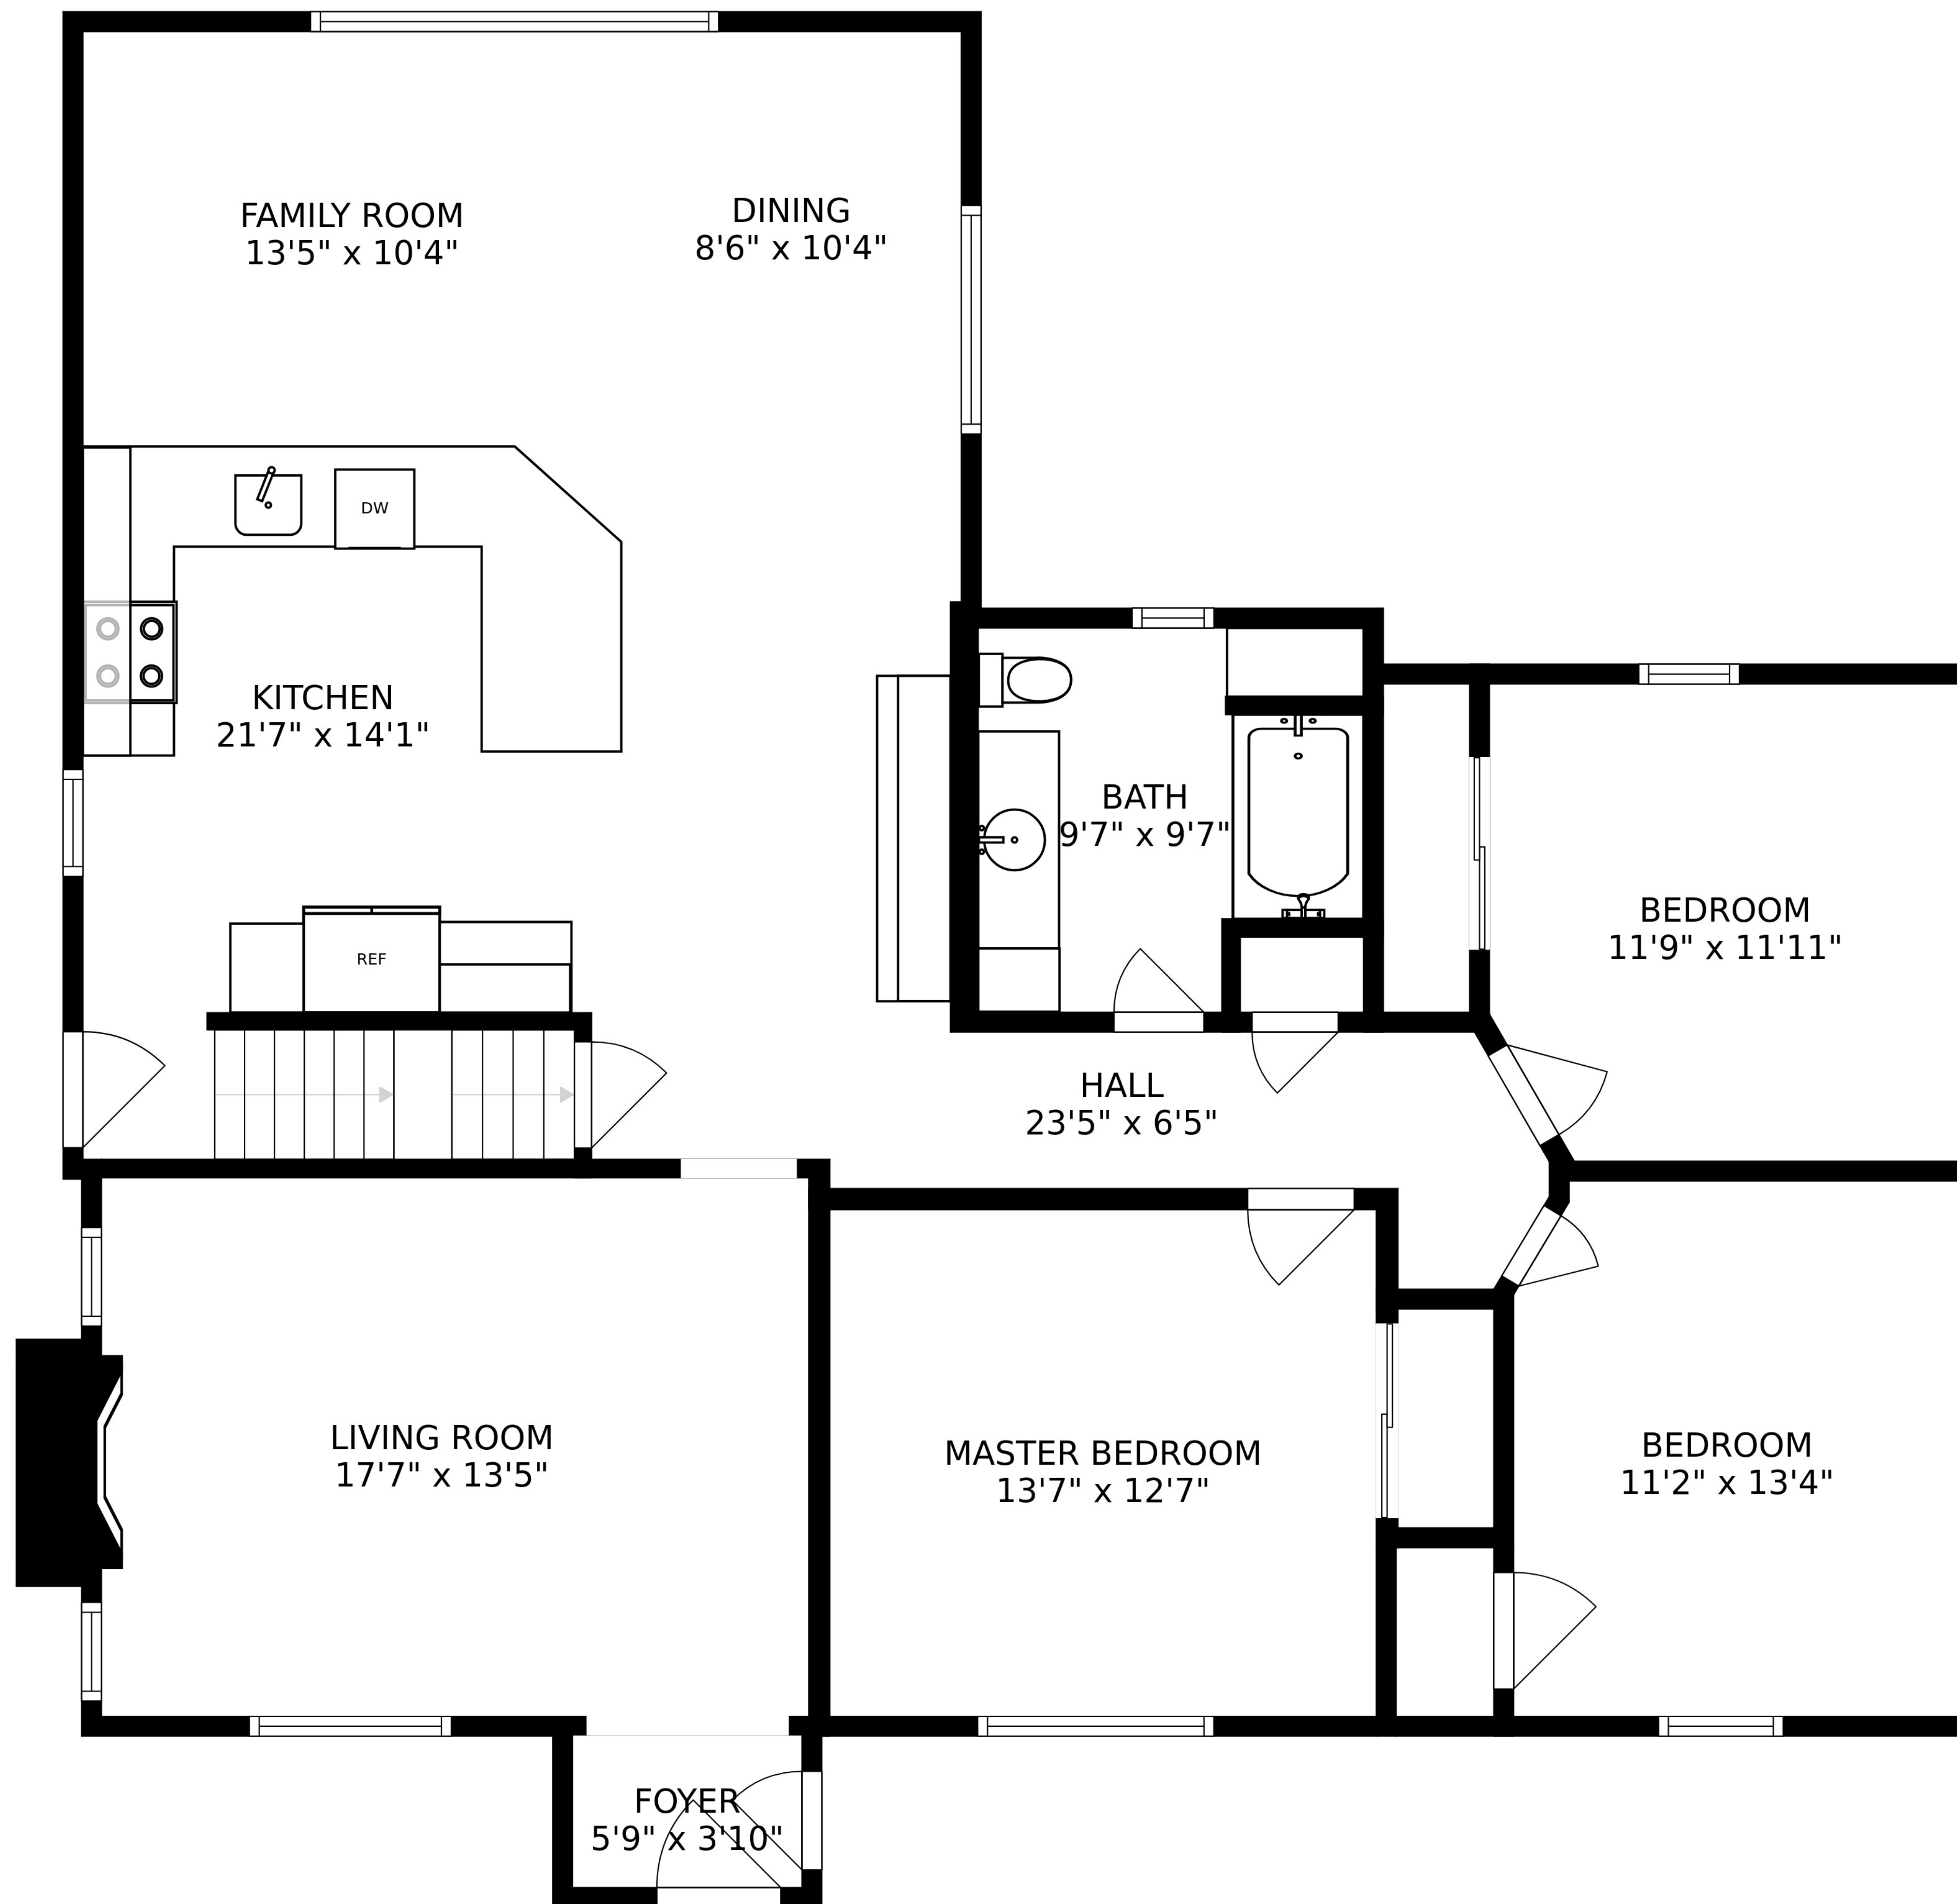 FAMILY ROOM
13'5" x 10'4"
DINING
8'6" x 10'4"
DW
KITCHEN
21'7" x 14'1"
BATH
9'7" x 9'7"
BEDROOM
11'9" x 11'11"
REF
HALL
23'5" x 6'5"
LIVING ROOM
17'7" x 13'5"
MASTER BEDROOM
13'7" x 12'7"
BEDROOM
11'2" x 13'4"
FOYER
5'9" x 3'10"